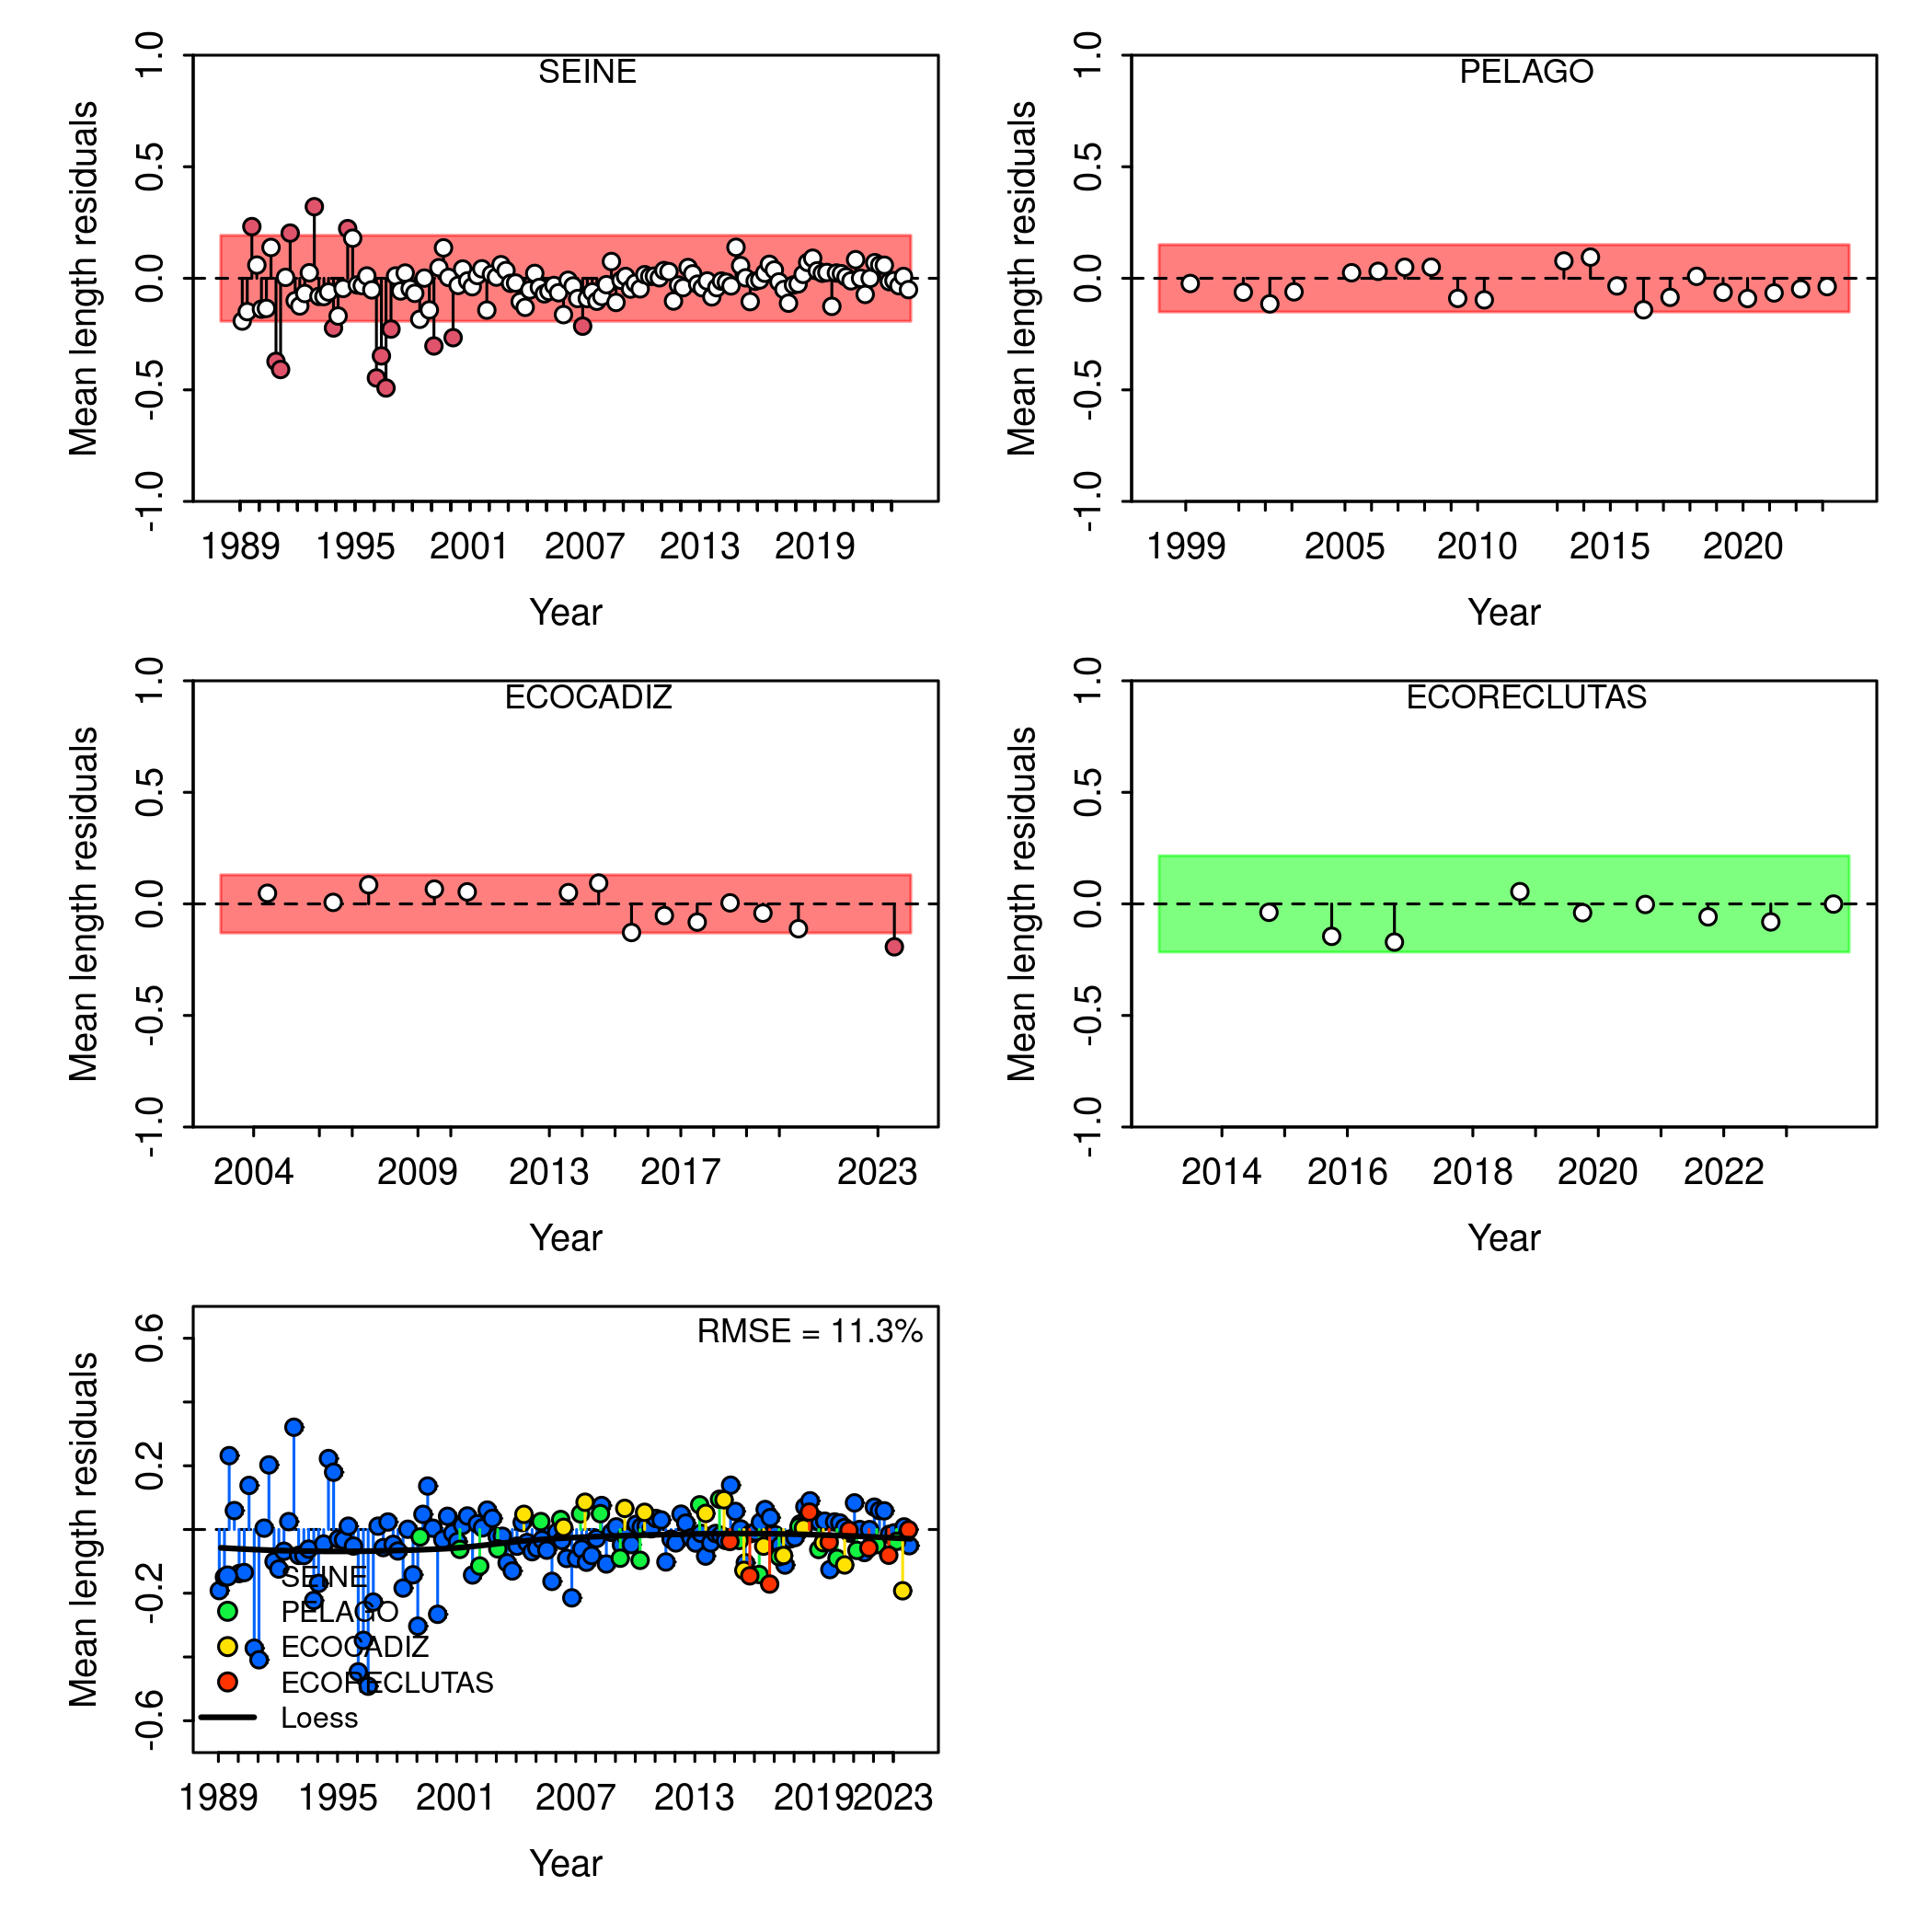 SEINE
Mean length residuals
1.0
0.5
0.0
-0.5
-1.0
1989 1995 2001 2007 2013 2019
Year
PELAGO
Mean length residuals
1.0
0.5
0.0
-0.5
-1.0
1999 2005 2010 2015 2020
Year
ECOCADIZ
Mean length residuals
1.0
0.5
0.0
-0.5
-1.0
2004 2009 2013 2017 2023
Year
ECORECLUTAS
Mean length residuals
1.0
0.5
0.0
-0.5
-1.0
2014 2016 2018 2020 2022
Year
RMSE = 11.3%
Mean length residuals
0.6
0.2
-0.2
-0.6
SEINE
PELAGO
ECOCADIZ
ECORECLUTAS
Loess
1989 1995 2001 2007 2013 2019 2023
Year